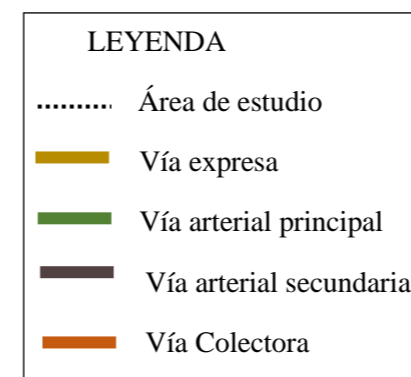 LEYENDA
Área de estudio
Vía expresa
Vía arterial principal
Vía arterial secundaria
Vía Colectora